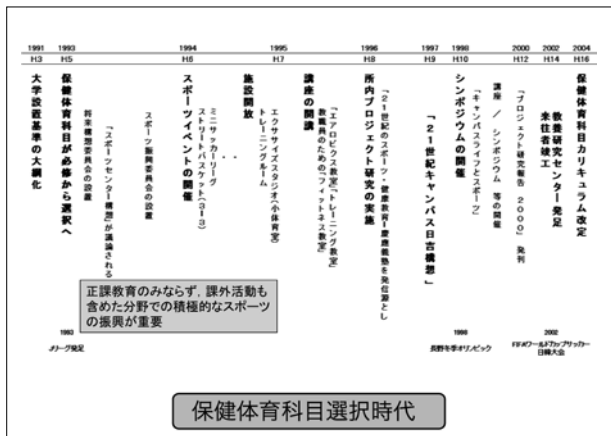 1991
1993
1994
1995
1996
1997
1998
2000
2002
2004
H.3
H.5
H.6
H.7
H.8
H.9
H.10
H.12
H.14
H.16
大学設置基準の大綱化
保健体育科目が必修から選択へ
将来構想委員会の設置
「スポーツセンター構想」が議論される
スポーツ振興委員会の設置
スポーツイベントの開催
ミニサッカーリーグ
ストリートバスケット(3on3)
施設開放
エクササイズスタジオ(小体育室)
トレーニングルーム
講座の開講
「エアロビクス教室」「トレーニング教室」
教職員のための「フィットネス教室」
所内プロジェクト研究の実施
「21世紀のスポーツ・健康教育ー慶應義塾を発信源とし
「21世紀キャンパス日吉構想」
シンポジウムの開催
「キャンパスライフとスポーツ」
講座 / シンポジウム 等の開催
「プロジェクト研究報告 2000」発刊
教養研究センター発足
来往舎竣工
保健体育科目カリキュラム改定
正課教育のみならず，課外活動も
含めた分野での積極的なスポーツ
の振興が重要
1993
Jリーグ発足
1998
長野冬季オリンピック
2002
FIFAワールドカップサッカー
日韓大会
保健体育科目選択時代